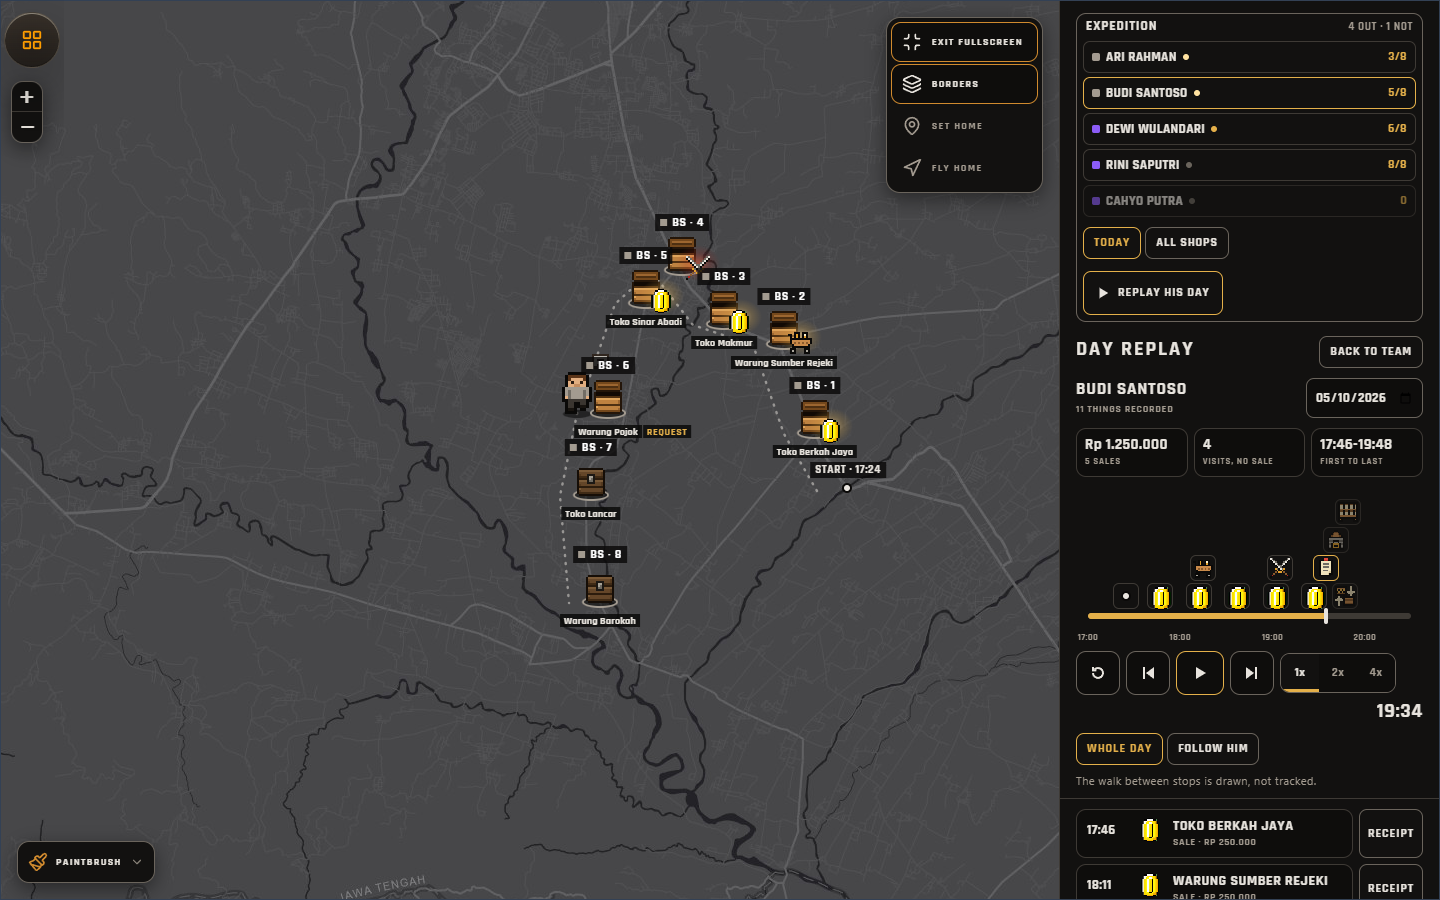 EXIT FULLSCREEN
BORDERS
SET HOME
FLY HOME
BS - 4
BS - 5
BS - 3
BS - 2
Toko Sinar Abadi
Toko Makmur
Warung Sumber Rejeki
BS - 6
BS - 1
Warung Pojok REQUEST
BS - 7
Toko Berkah Jaya
START · 17:24
Toko Lancar
BS - 8
Warung Barokah
PAINTBRUSH
JAWA TENGAH
EXPEDITION 4 OUT · 1 NOT
ARI RAHMAN 3/8
BUDI SANTOSO 5/8
DEWI WULANDARI 6/8
RINI SAPUTRI 8/8
CAHYO PUTRA 0
TODAY ALL SHOPS
REPLAY HIS DAY
DAY REPLAY BACK TO TEAM
BUDI SANTOSO 05/10/2026
11 THINGS RECORDED
Rp 1.250.000 4 17:46-19:48
5 SALES VISITS, NO SALE FIRST TO LAST
17:00 18:00 19:00 20:00
1x 2x 4x
19:34
WHOLE DAY FOLLOW HIM
The walk between stops is drawn, not tracked.
17:46 TOKO BERKAH JAYA RECEIPT
SALE · RP 250.000
18:11 WARUNG SUMBER REJEKI RECEIPT
SALE · RP 250.000